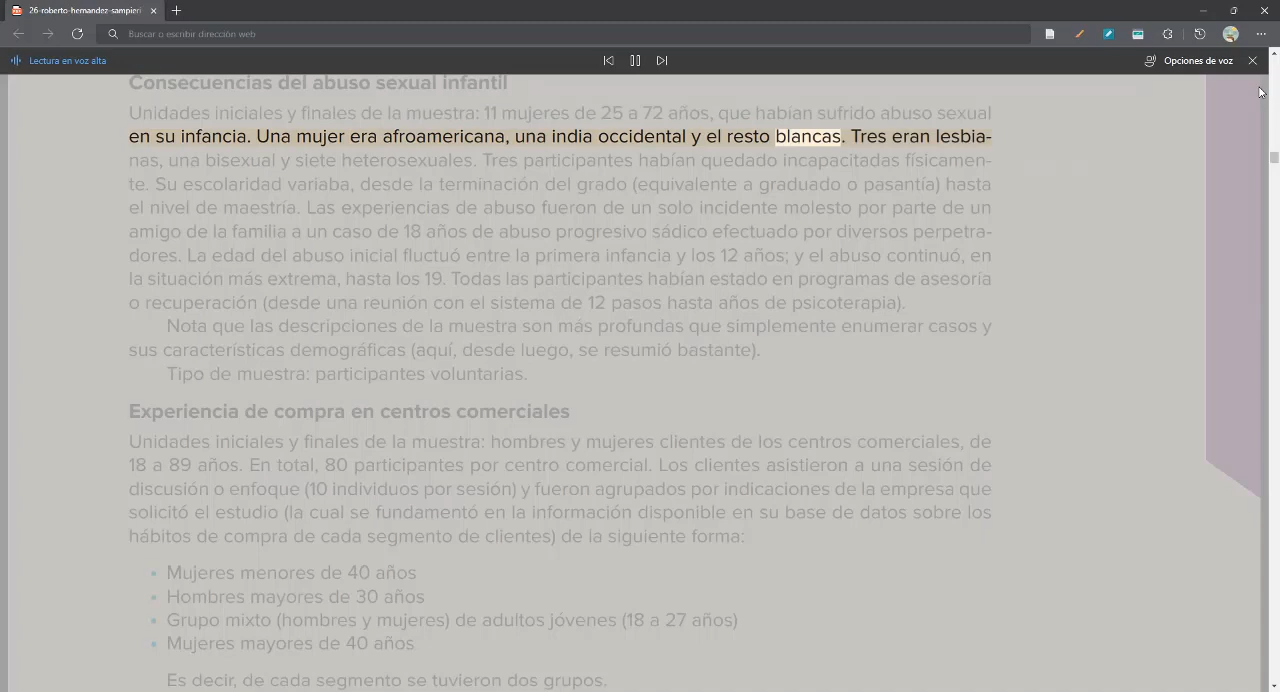 26-roberto-hernandez-sampieri
Buscar o escribir dirección web
Lectura en voz alta
Opciones de voz
Consecuencias del abuso sexual infantil
Unidades iniciales y finales de la muestra: 11 mujeres de 25 a 72 años, que habían sufrido abuso sexual
en su infancia. Una mujer era afroamericana, una india occidental y el resto blancas. Tres eran lesbia-
nas, una bisexual y siete heterosexuales. Tres participantes habían quedado incapacitadas físicamen-
te. Su escolaridad variaba, desde la terminación del grado (equivalente a graduado o pasantía) hasta
el nivel de maestría. Las experiencias de abuso fueron de un solo incidente molesto por parte de un
amigo de la familia a un caso de 18 años de abuso progresivo sádico efectuado por diversos perpetra-
dores. La edad del abuso inicial fluctuó entre la primera infancia y los 12 años; y el abuso continuó, en
la situación más extrema, hasta los 19. Todas las participantes habían estado en programas de asesoría
o recuperación (desde una reunión con el sistema de 12 pasos hasta años de psicoterapia).
Nota que las descripciones de la muestra son más profundas que simplemente enumerar casos y
sus características demográficas (aquí, desde luego, se resumió bastante).
Tipo de muestra: participantes voluntarias.
Experiencia de compra en centros comerciales
Unidades iniciales y finales de la muestra: hombres y mujeres clientes de los centros comerciales, de
18 a 89 años. En total, 80 participantes por centro comercial. Los clientes asistieron a una sesión de
discusión o enfoque (10 individuos por sesión) y fueron agrupados por indicaciones de la empresa que
solicitó el estudio (la cual se fundamentó en la información disponible en su base de datos sobre los
hábitos de compra de cada segmento de clientes) de la siguiente forma:
▪ Mujeres menores de 40 años
▪ Hombres mayores de 30 años
▪ Grupo mixto (hombres y mujeres) de adultos jóvenes (18 a 27 años)
▪ Mujeres mayores de 40 años
Es decir, de cada segmento se tuvieron dos grupos.